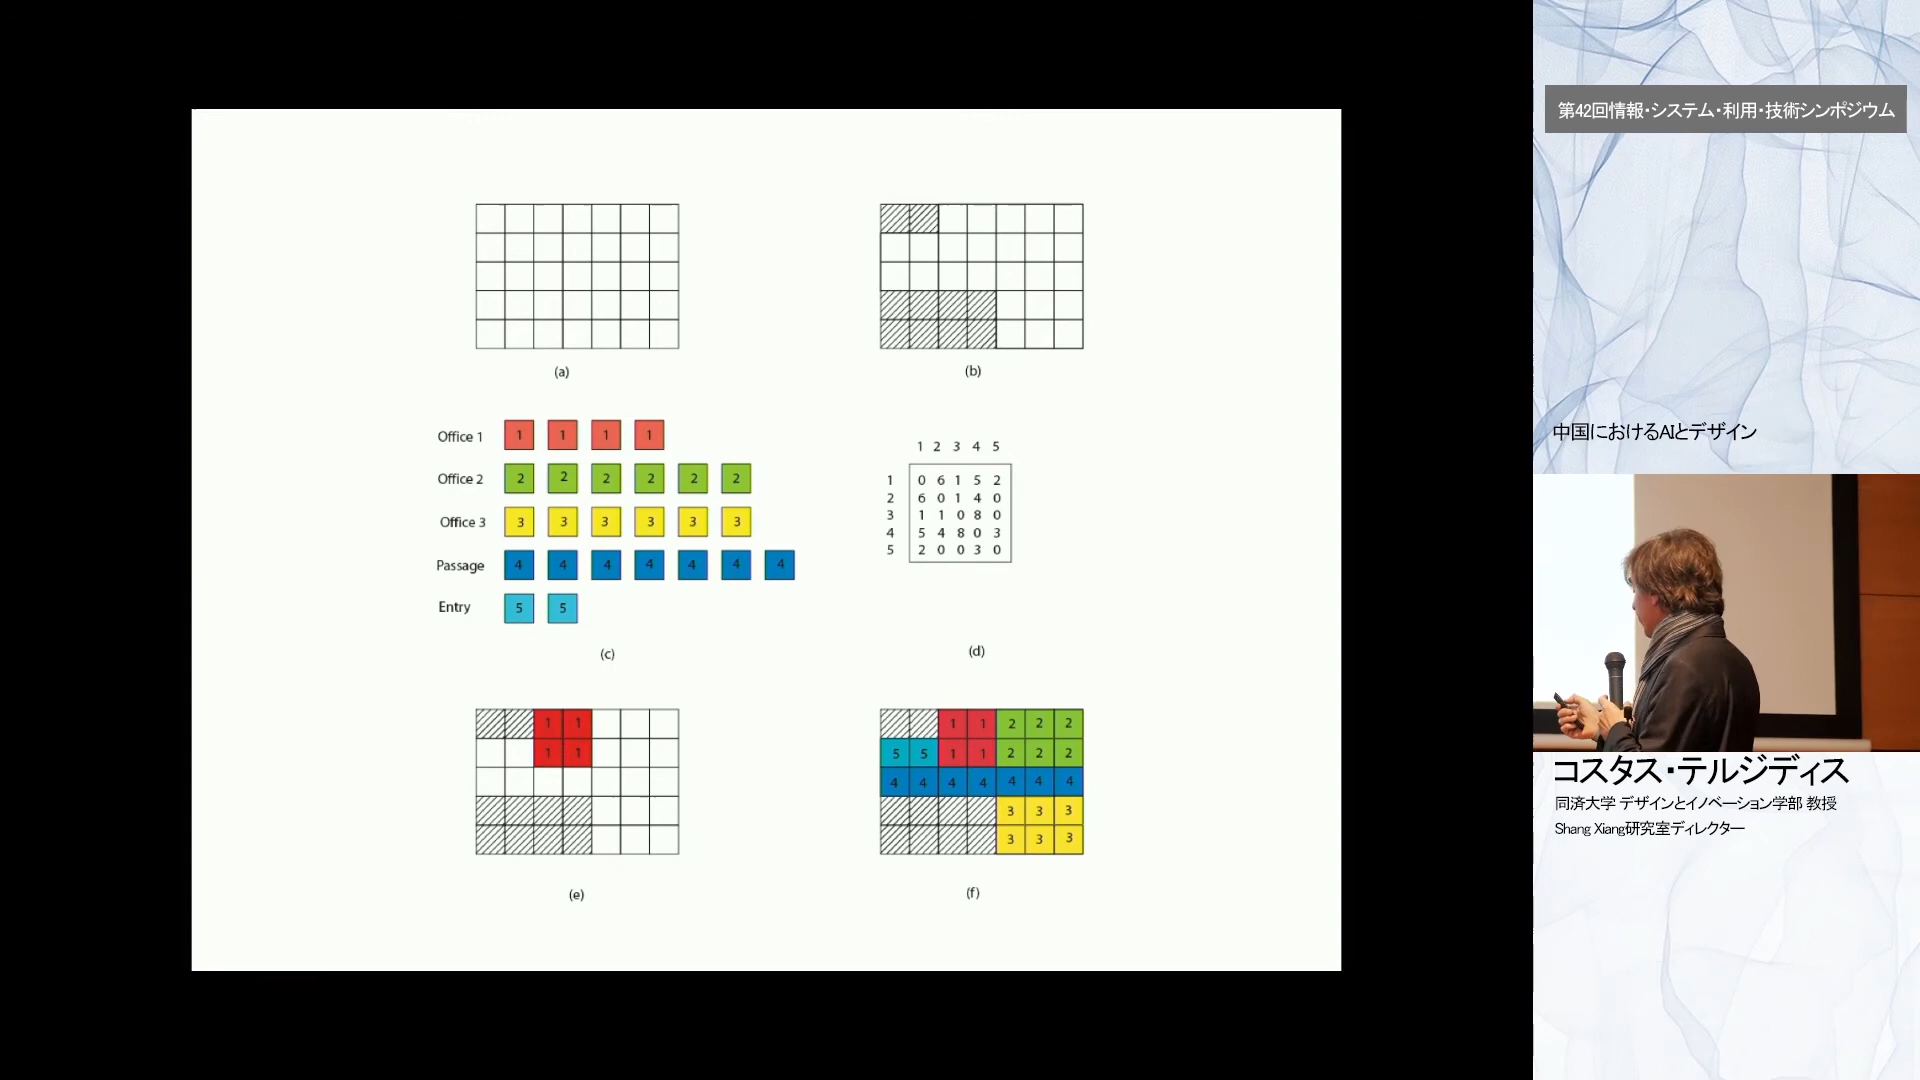 (a)
(b)
Office 1 1 1 1 1
Office 2 2 2 2 2 2 2
Office 3 3 3 3 3 3 3
Passage 4 4 4 4 4 4 4
Entry 5 5
(c)
1 2 3 4 5
1 0 6 1 5 2
2 6 0 1 4 0
3 1 1 0 8 0
4 5 4 8 0 3
5 2 0 0 3 0
(d)
1 1
1 1
(e)
1 1 2 2 2
5 5 1 1 2 2 2
4 4 4 4 4 4 4
3 3 3
3 3 3
(f)
第42回情報・システム・利用・技術シンポジウム
中国におけるAIとデザイン
コスタス・テルジディス
同済大学 デザインとイノベーション学部 教授
Shang Xiang研究室ディレクター